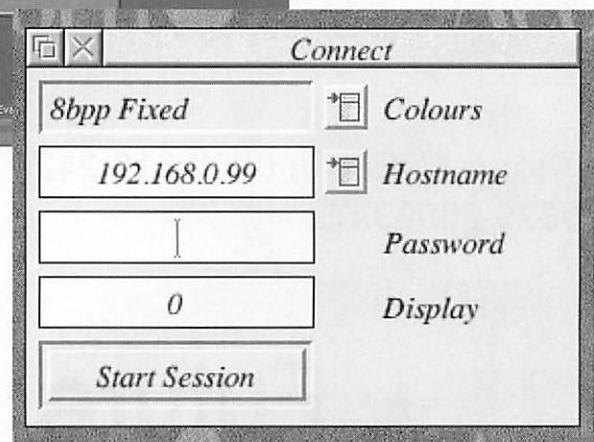 Connect
8bpp Fixed Colours
192.168.0.99 Hostname
Password
0 Display
Start Session